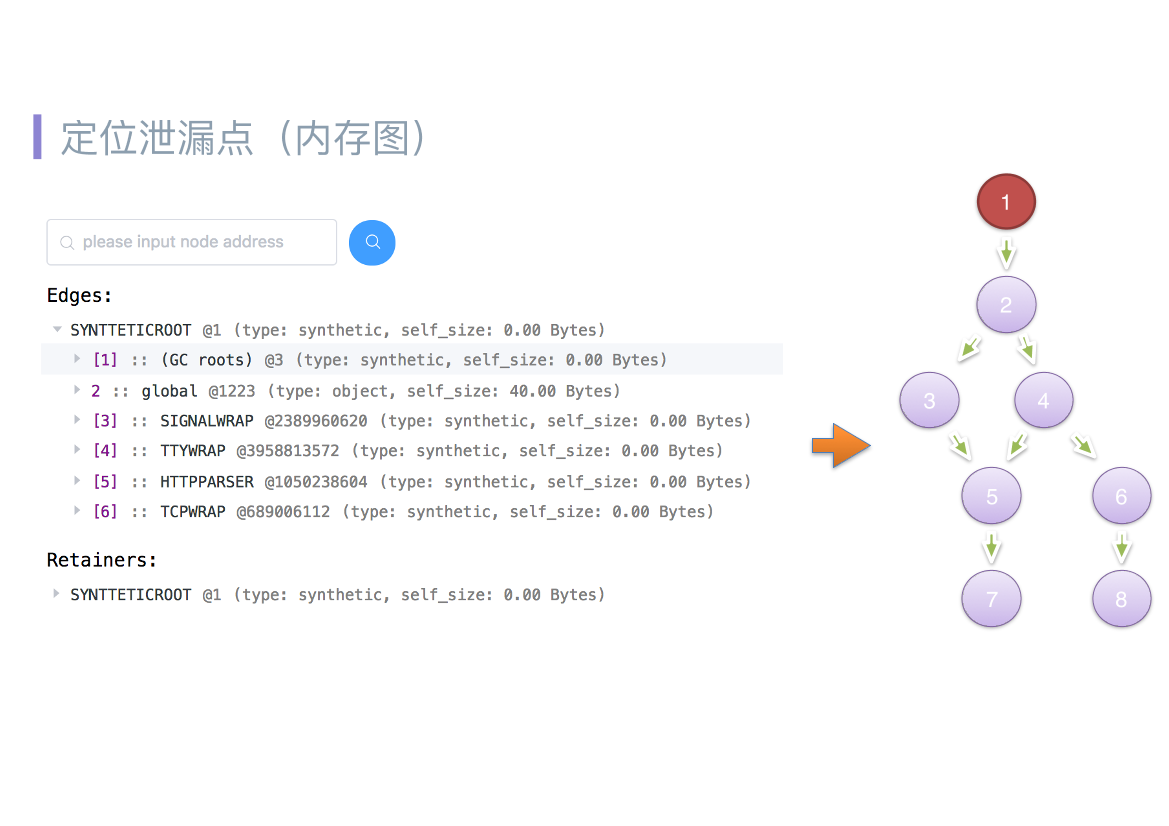 定位泄漏点（内存图）
please input node address
Edges:
SYNTTETICROOT @1 (type: synthetic, self_size: 0.00 Bytes)
[1] :: (GC roots) @3 (type: synthetic, self_size: 0.00 Bytes)
2 :: global @1223 (type: object, self_size: 40.00 Bytes)
[3] :: SIGNALWRAP @2389960620 (type: synthetic, self_size: 0.00 Bytes)
[4] :: TTYWRAP @3958813572 (type: synthetic, self_size: 0.00 Bytes)
[5] :: HTTPPARSER @1050238604 (type: synthetic, self_size: 0.00 Bytes)
[6] :: TCPWRAP @689006112 (type: synthetic, self_size: 0.00 Bytes)
Retainers:
SYNTTETICROOT @1 (type: synthetic, self_size: 0.00 Bytes)
1
2
3 4
5 6
7 8